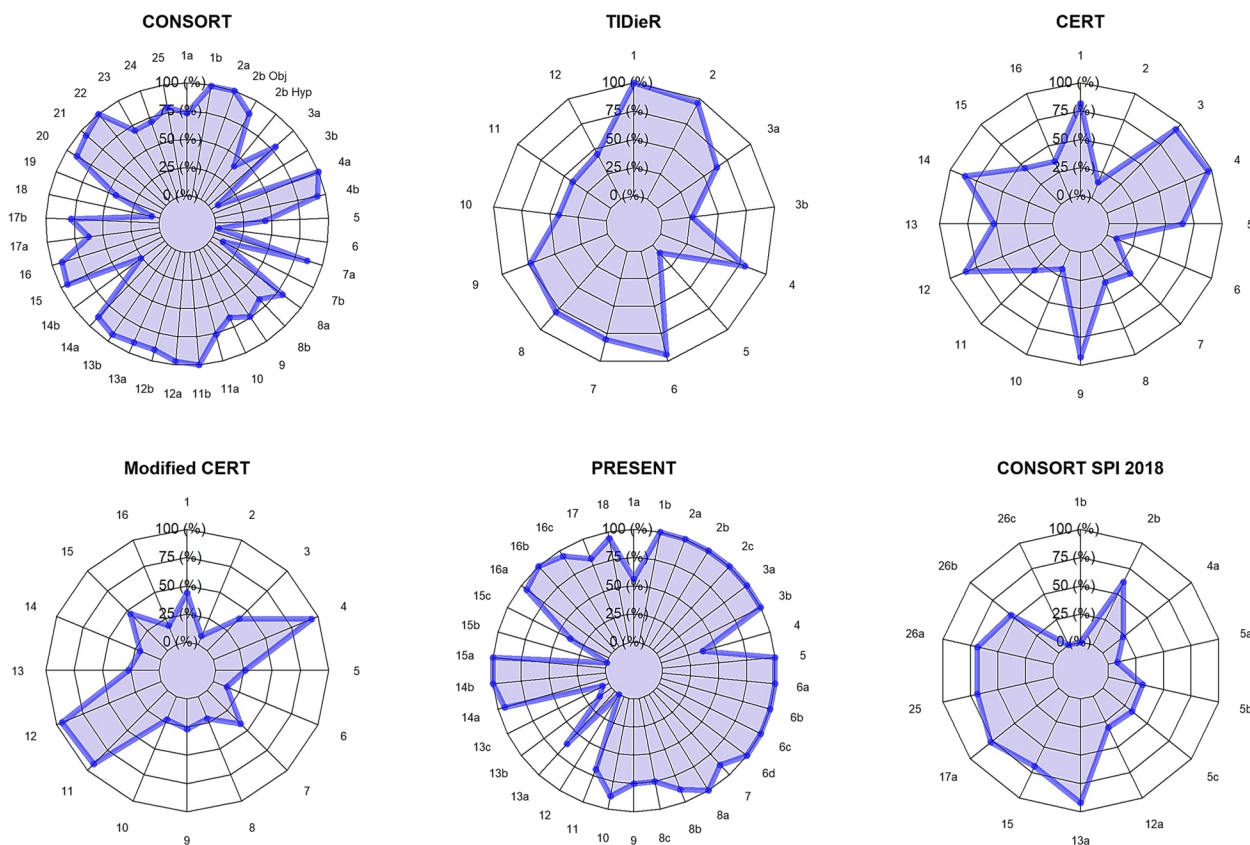 CONSORT
1a
1b
2a
2b Obj
2b Hyp
3a
3b
4a
4b
5
6
7a
7b
8a
8b
9
10
11a
11b
12a
12b
13a
13b
14a
14b
15
16
17a
17b
18
19
20
21
22
23
24
25
100 (%)
75 (%)
50 (%)
25 (%)
0 (%)
TIDieR
1
2
3a
3b
4
5
6
7
8
9
10
11
12
100 (%)
75 (%)
50 (%)
25 (%)
0 (%)
CERT
1
2
3
4
5
6
7
8
9
10
11
12
13
14
15
16
100 (%)
75 (%)
50 (%)
25 (%)
0 (%)
Modified CERT
1
2
3
4
5
6
7
8
9
10
11
12
13
14
15
16
100 (%)
75 (%)
50 (%)
25 (%)
0 (%)
PRESENT
1a
1b
2a
2b
2c
3a
3b
4
5
6a
6b
6c
6d
7
8a
8b
8c
9
10
11
12
13a
13b
13c
14a
14b
15a
15b
15c
16a
16b
16c
17
18
100 (%)
75 (%)
50 (%)
25 (%)
0 (%)
CONSORT SPI 2018
1b
2b
4a
5a
5b
5c
12a
13a
15
17a
25
26a
26b
26c
100 (%)
75 (%)
50 (%)
25 (%)
0 (%)